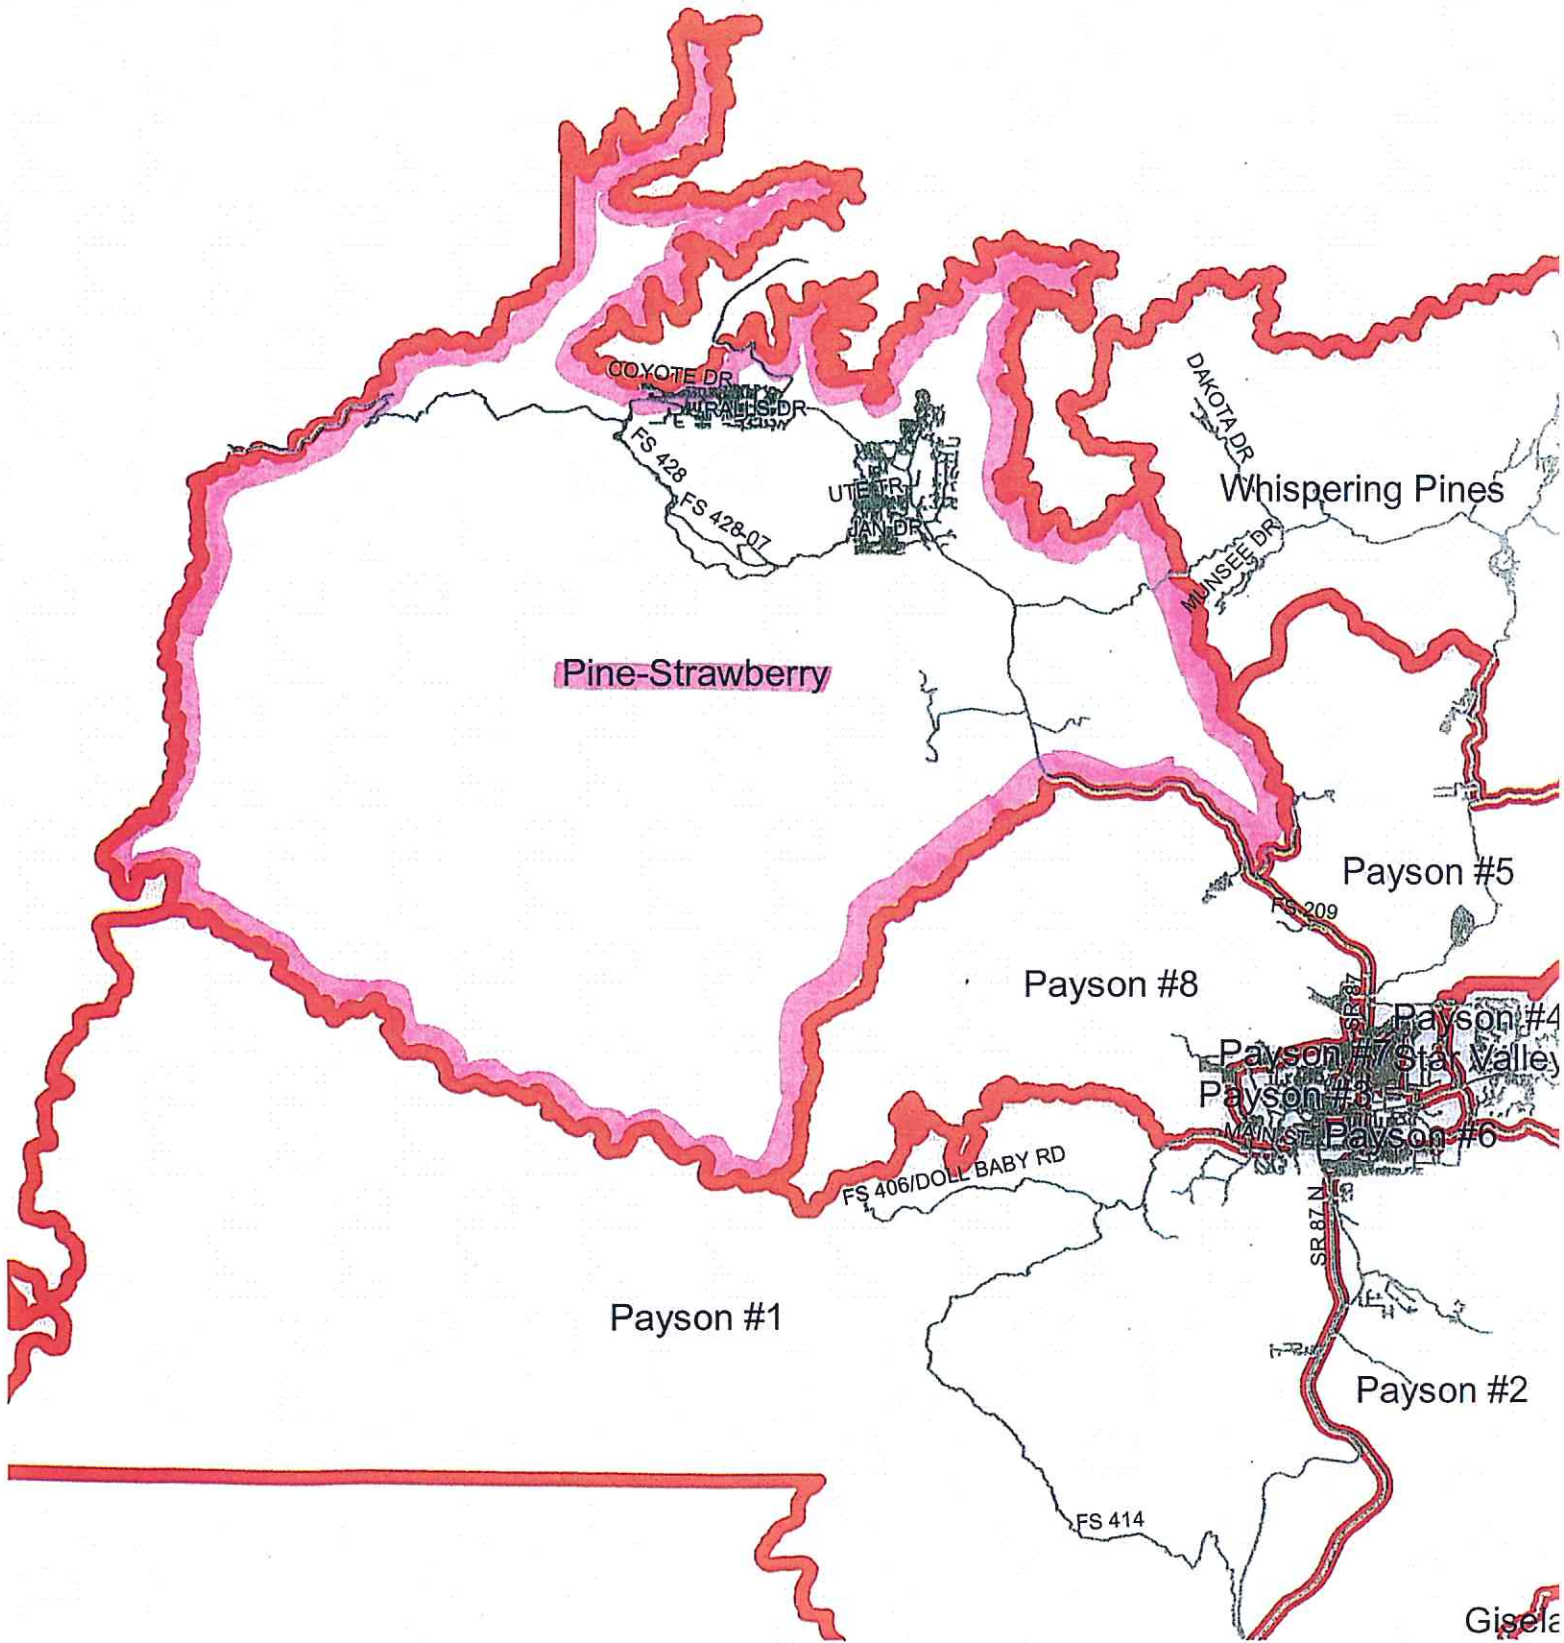 COYOTE DR
RALLS DR
FS 428
FS 428-07
UTE TR
JAN DR
DAKOTA DR
Whispering Pines
MUNSEE DR
Pine-Strawberry
Payson #5
FS 209
Payson #8
SR 87
Payson #4
Payson #7
Star Valley
Payson #3
MAIN ST
Payson #6
FS 406/DOLL BABY RD
SR 87 N
Payson #1
Payson #2
FS 414
Gisela